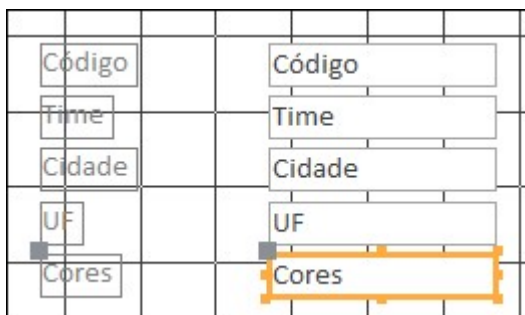 Código Código
Time Time
Cidade Cidade
UF UF
Cores Cores